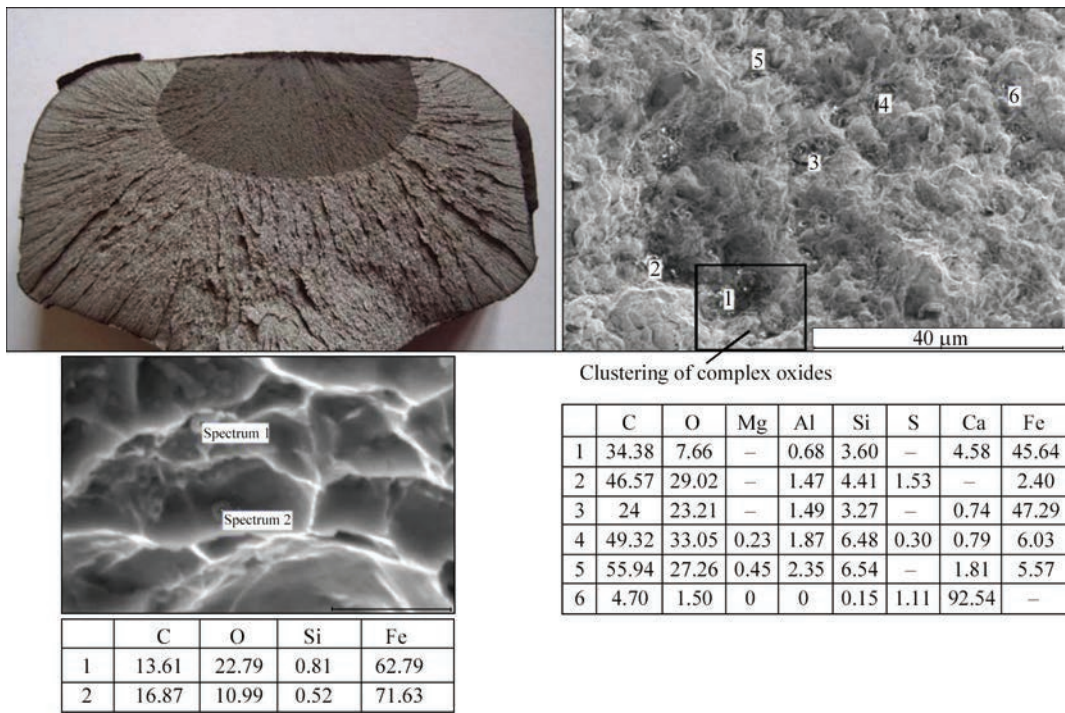 5
4
6
3
2
1
40 µm
Clustering of complex oxides
Spectrum 1
Spectrum 2
C O Mg Al Si S Ca Fe
1 34.38 7.66 – 0.68 3.60 – 4.58 45.64
2 46.57 29.02 – 1.47 4.41 1.53 – 2.40
3 24 23.21 – 1.49 3.27 – 0.74 47.29
4 49.32 33.05 0.23 1.87 6.48 0.30 0.79 6.03
5 55.94 27.26 0.45 2.35 6.54 – 1.81 5.57
6 4.70 1.50 0 0 0.15 1.11 92.54 –
C O Si Fe
1 13.61 22.79 0.81 62.79
2 16.87 10.99 0.52 71.63